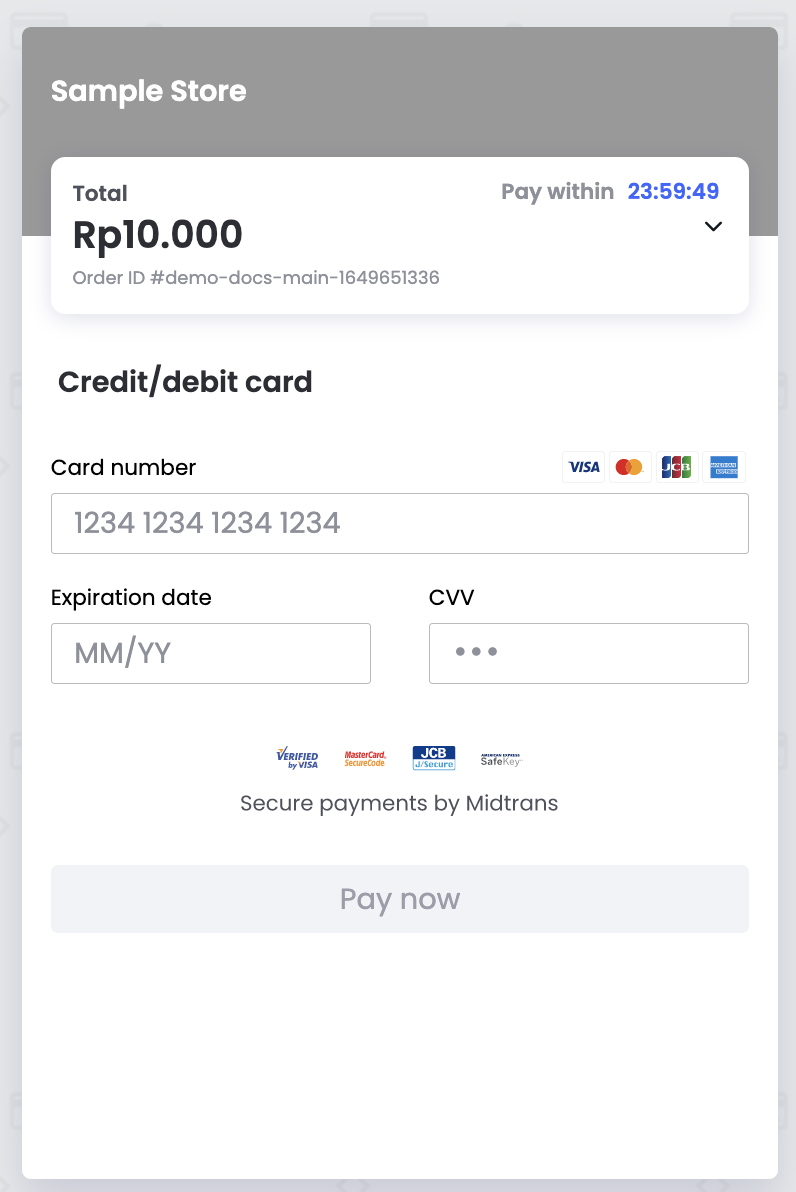 Sample Store
Total
Pay within 23:59:49
Rp10.000
Order ID #demo-docs-main-1649651336
Credit/debit card
Card number
VISA
JCB
AMERICAN EXPRESS
1234 1234 1234 1234
Expiration date
CVV
MM/YY
•••
VERIFIED by VISA
MasterCard. SecureCode
JCB J/Secure
AMERICAN EXPRESS SafeKey
Secure payments by Midtrans
Pay now